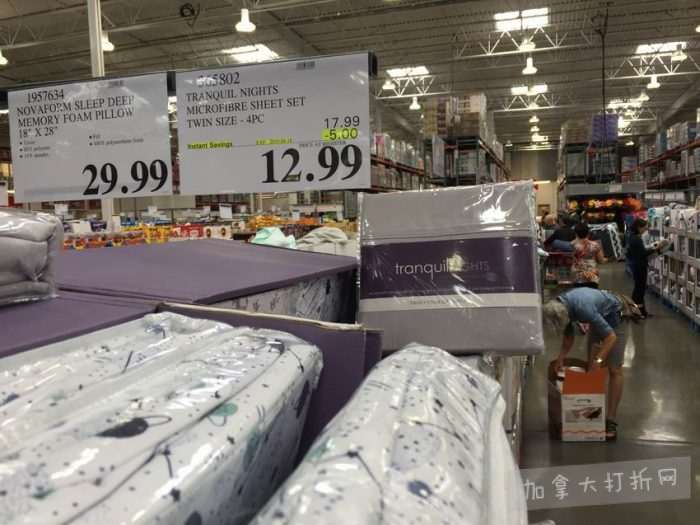 1957634
NOVAFORM SLEEP DEEP
MEMORY FOAM PILLOW
18" X 28"
29.99
565802
TRANQUIL NIGHTS
MICROFIBRE SHEET SET
TWIN SIZE - 4PC
17.99
Instant Savings
-5.00
12.99
tranquil NIGHTS
加拿大打折网